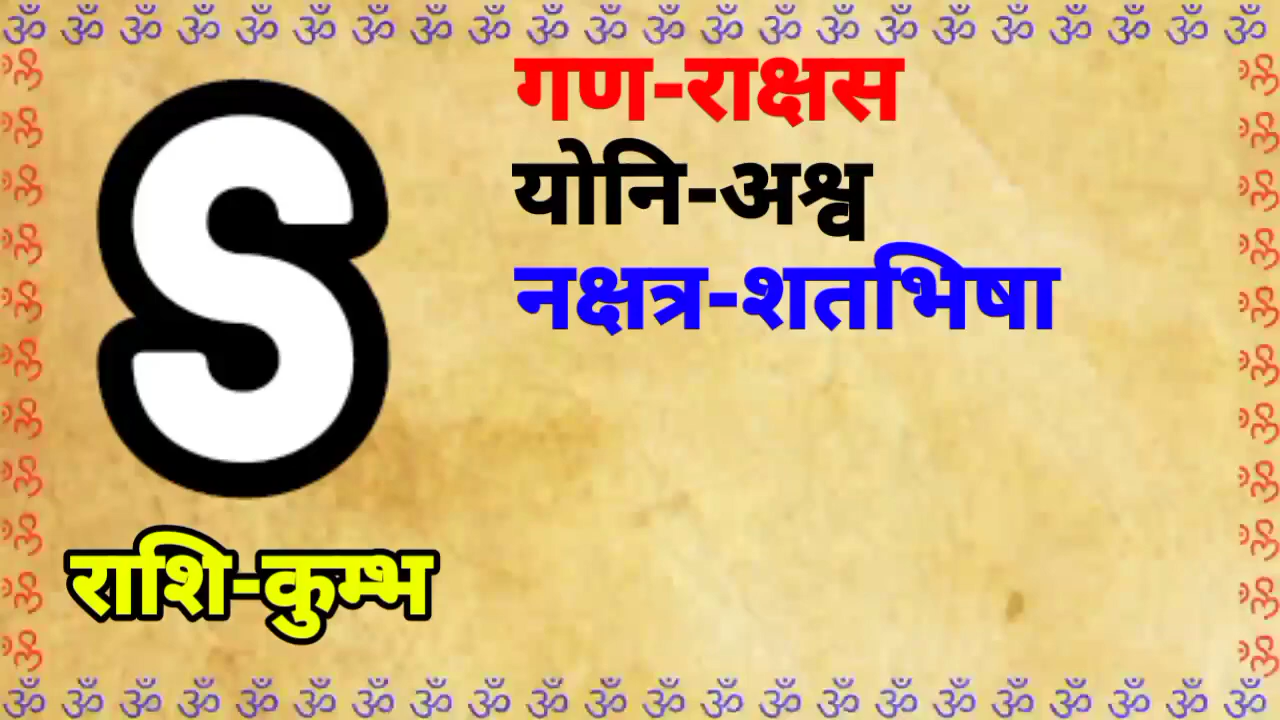 S
राशि-कुम्भ
गण-राक्षस
योनि-अश्व
नक्षत्र-शतभिषा
ॐ ॐ ॐ ॐ ॐ ॐ ॐ ॐ ॐ ॐ ॐ ॐ ॐ ॐ ॐ ॐ ॐ ॐ ॐ ॐ ॐ ॐ